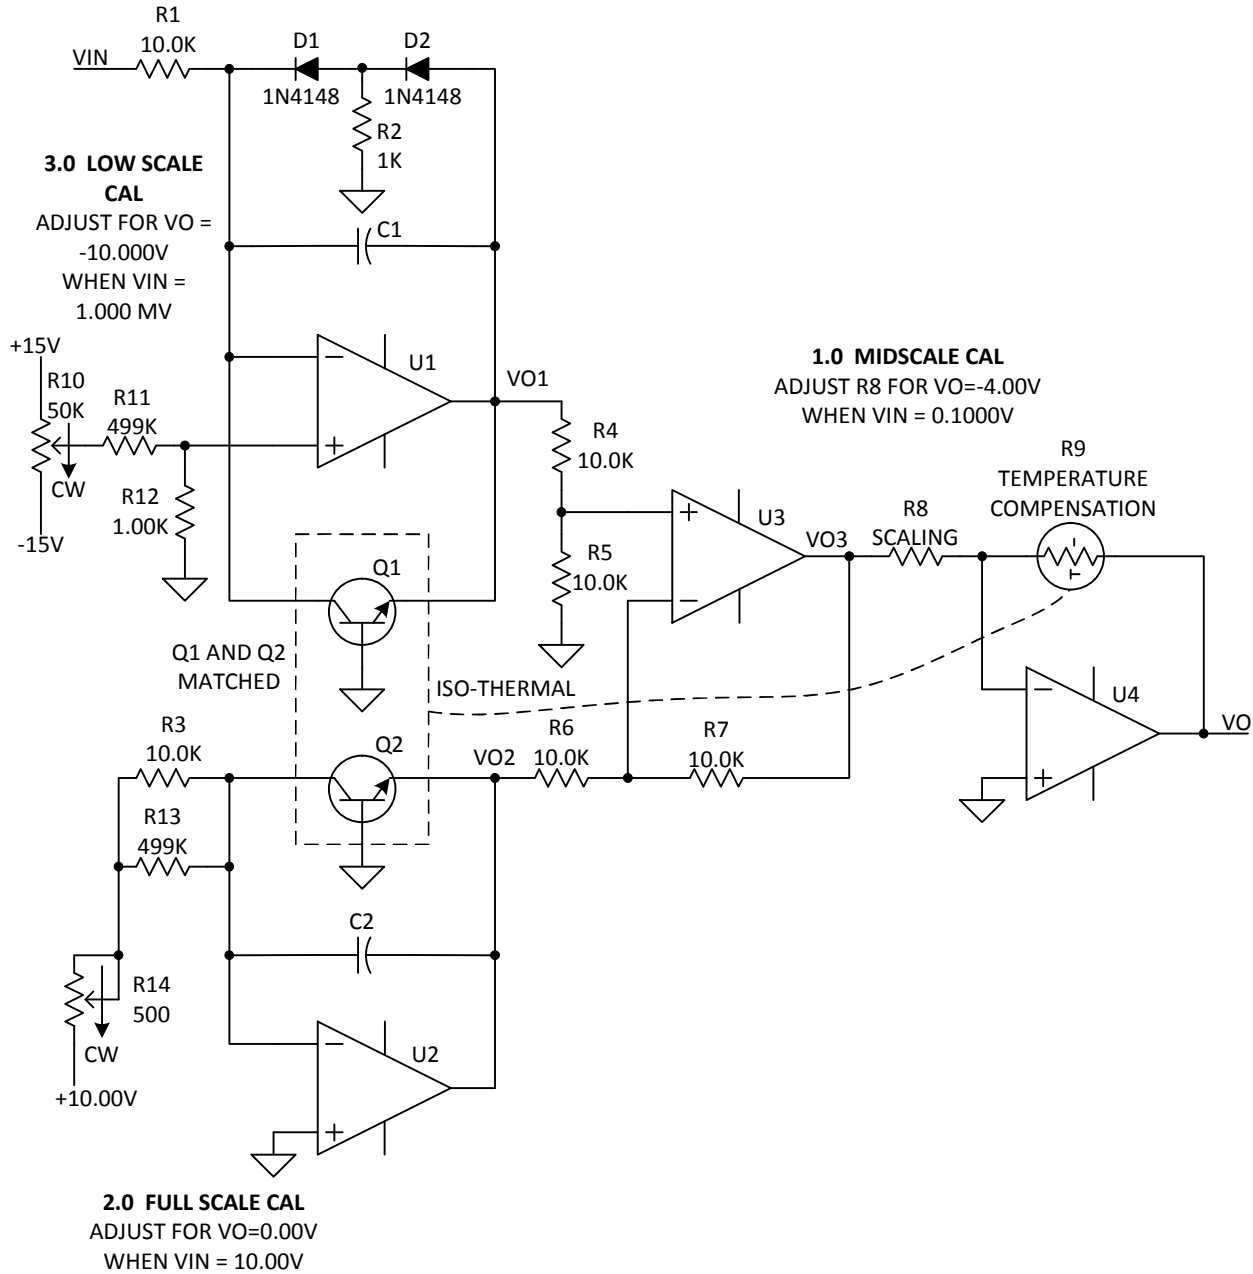 R1
10.0K
VIN
D1
1N4148
D2
1N4148
R2
1K
3.0 LOW SCALE
CAL
ADJUST FOR VO =
-10.000V
WHEN VIN =
1.000 MV
C1
+15V
R10
50K
CW
-15V
R11
499K
R12
1.00K
−
+
U1
VO1
R4
10.0K
R5
10.0K
1.0 MIDSCALE CAL
ADJUST R8 FOR VO=-4.00V
WHEN VIN = 0.1000V
R9
TEMPERATURE
COMPENSATION
+
−
U3
VO3
R8
SCALING
T
Q1
Q1 AND Q2
MATCHED
ISO-THERMAL
−
+
U4
VO
R3
10.0K
Q2
VO2
R6
10.0K
R7
10.0K
R13
499K
C2
R14
500
CW
+10.00V
−
+
U2
2.0 FULL SCALE CAL
ADJUST FOR VO=0.00V
WHEN VIN = 10.00V